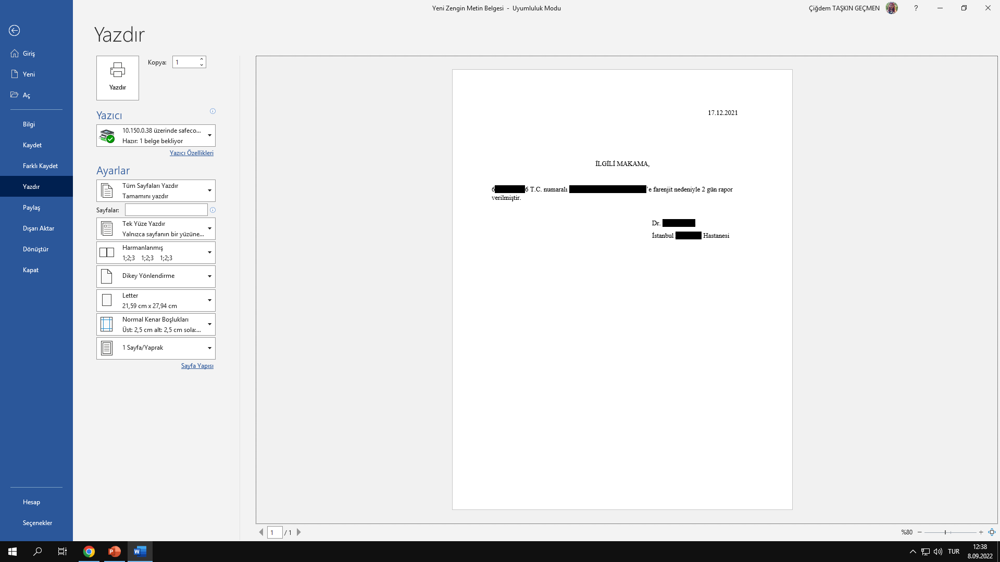 Yeni Zengin Metin Belgesi - Uyumluluk Modu
Çiğdem TAŞKIN GEÇMEN
?
Giriş
Yeni
Aç
Bilgi
Kaydet
Farklı Kaydet
Yazdır
Paylaş
Dışarı Aktar
Dönüştür
Kapat
Hesap
Seçenekler
Yazdır
Yazdır
Kopya: 1
Yazıcı
10.150.0.38 üzerinde safeco...
Hazır: 1 belge bekliyor
Yazıcı Özellikleri
Ayarlar
Tüm Sayfaları Yazdır
Tamamını yazdır
Sayfalar:
Tek Yüze Yazdır
Yalnızca sayfanın bir yüzüne...
Harmanlanmış
1;2;3 1;2;3 1;2;3
Dikey Yönlendirme
Letter
21,59 cm x 27,94 cm
Normal Kenar Boşlukları
Üst: 2,5 cm alt: 2,5 cm sola:...
1 Sayfa/Yaprak
Sayfa Yapısı
17.12.2021
İLGİLİ MAKAMA,
6 6 T.C. numaralı 'e farenjit nedeniyle 2 gün rapor
verilmiştir.
Dr.
İstanbul Hastanesi
1 / 1
%80
TUR
12:38
8.09.2022